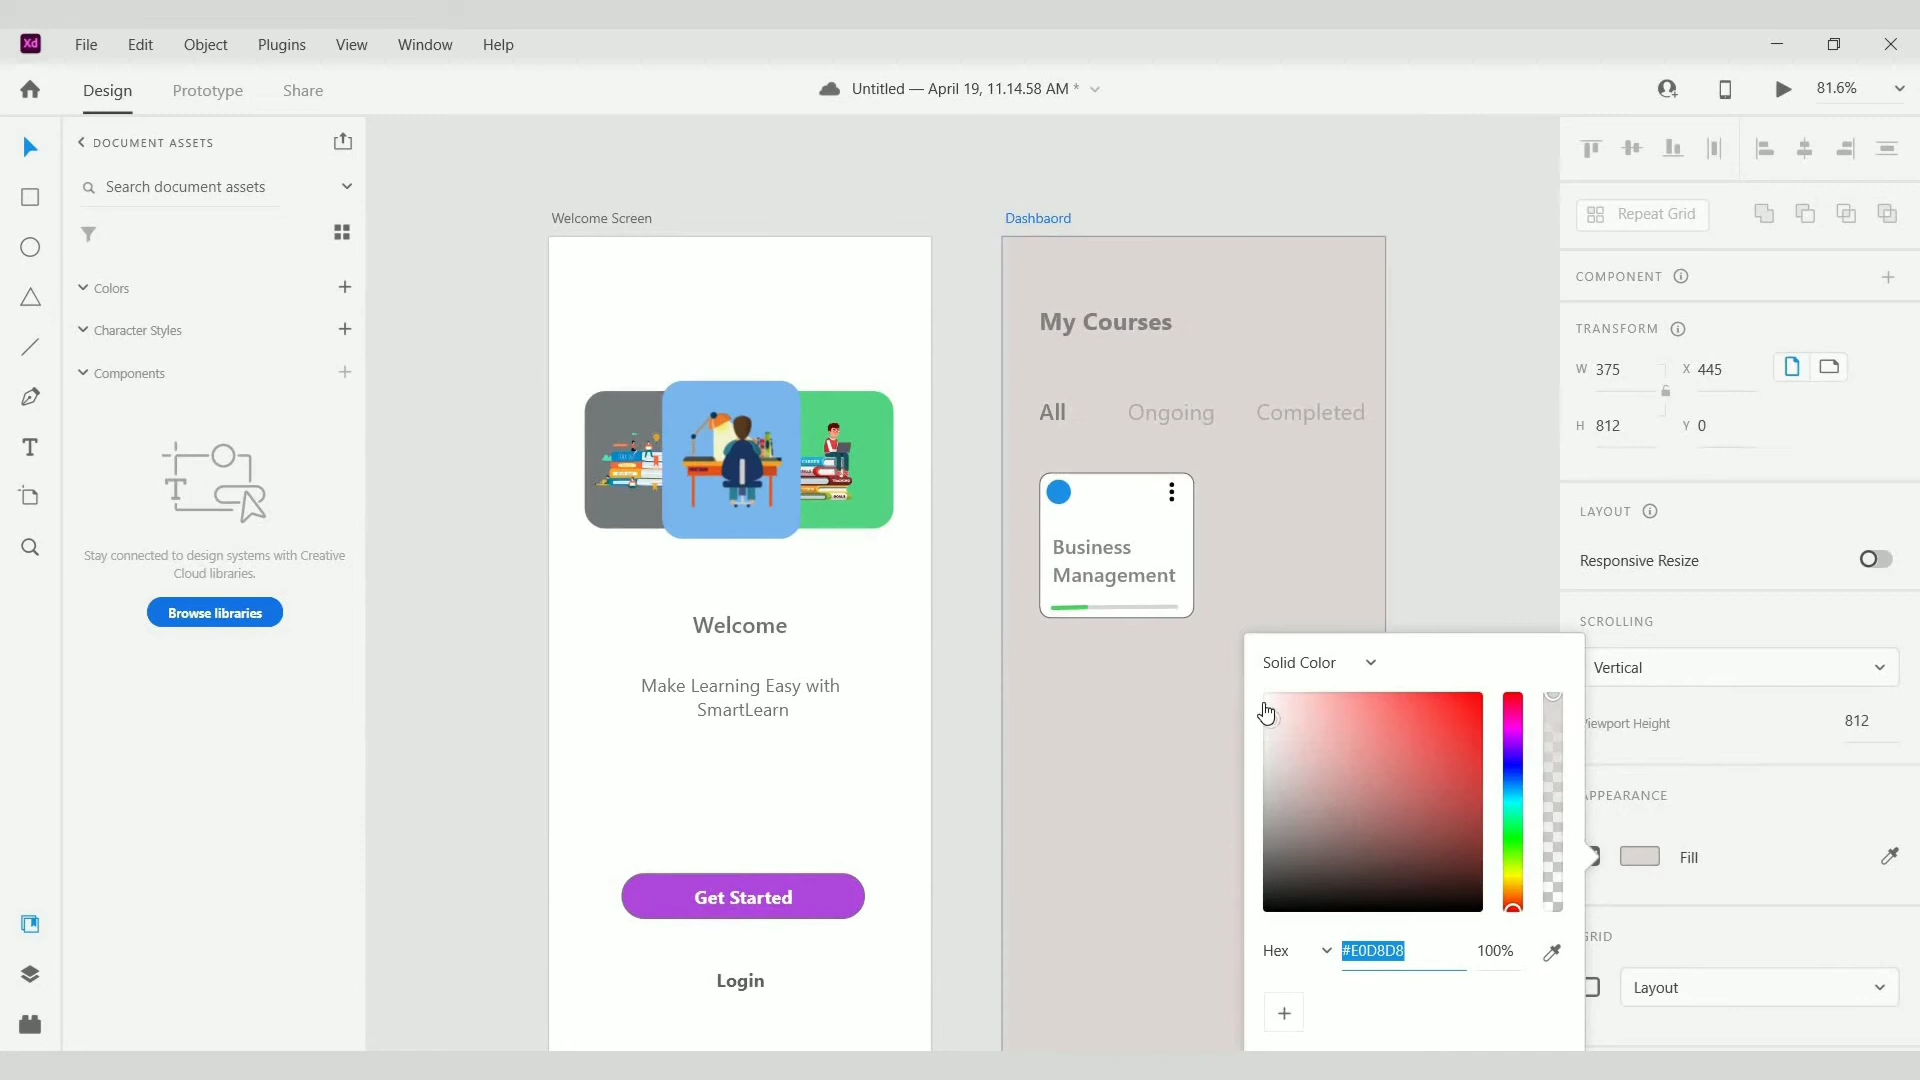 Xd File Edit Object Plugins View Window Help
Design Prototype Share Untitled — April 19, 11.14.58 AM * 81.6%
DOCUMENT ASSETS
Search document assets
Colors
Character Styles
Components
Stay connected to design systems with Creative
Cloud libraries.
Browse libraries
Welcome Screen
Welcome
Make Learning Easy with
SmartLearn
Get Started
Login
Dashbaord
My Courses
All Ongoing Completed
Business
Management
Solid Color
Hex #E0D8D8 100%
Repeat Grid
COMPONENT
TRANSFORM
W 375 X 445
H 812 Y 0
LAYOUT
Responsive Resize
SCROLLING
Vertical
Viewport Height 812
APPEARANCE
Fill
GRID
Layout